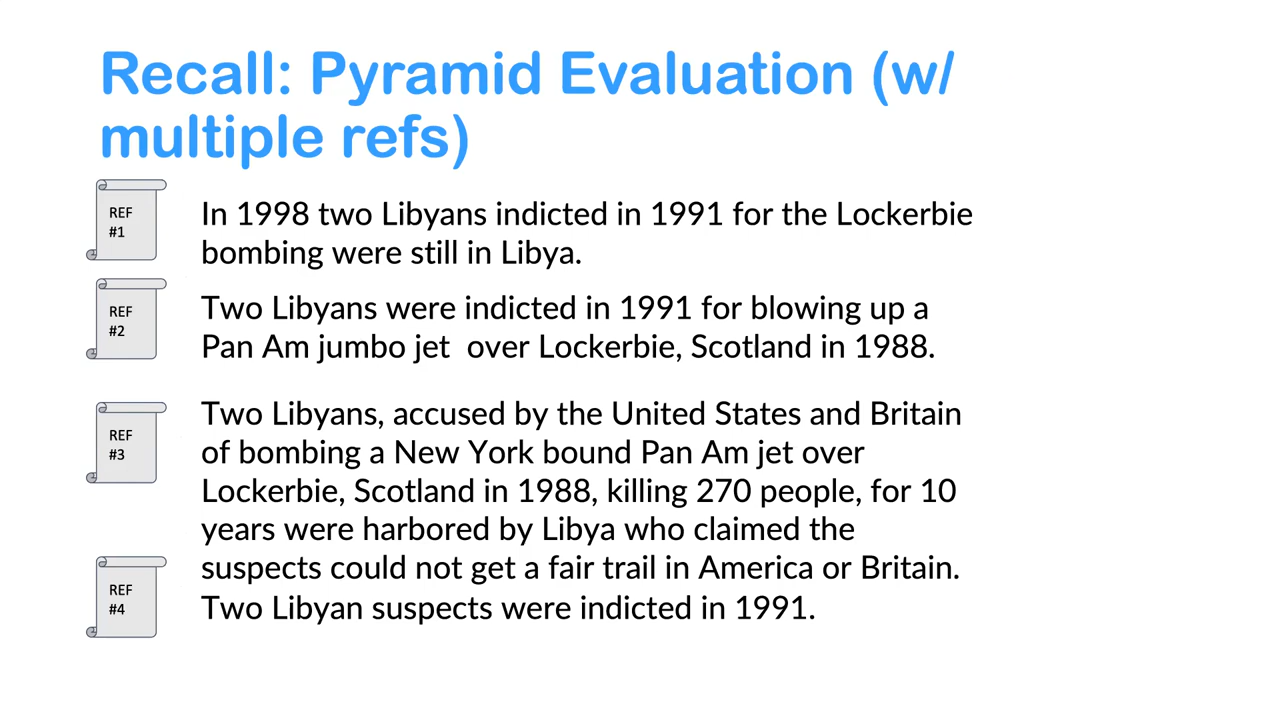 Recall: Pyramid Evaluation (w/
multiple refs)
REF
#1
In 1998 two Libyans indicted in 1991 for the Lockerbie
bombing were still in Libya.
REF
#2
Two Libyans were indicted in 1991 for blowing up a
Pan Am jumbo jet  over Lockerbie, Scotland in 1988.
REF
#3
Two Libyans, accused by the United States and Britain
of bombing a New York bound Pan Am jet over
Lockerbie, Scotland in 1988, killing 270 people, for 10
years were harbored by Libya who claimed the
suspects could not get a fair trail in America or Britain.
REF
#4
Two Libyan suspects were indicted in 1991.